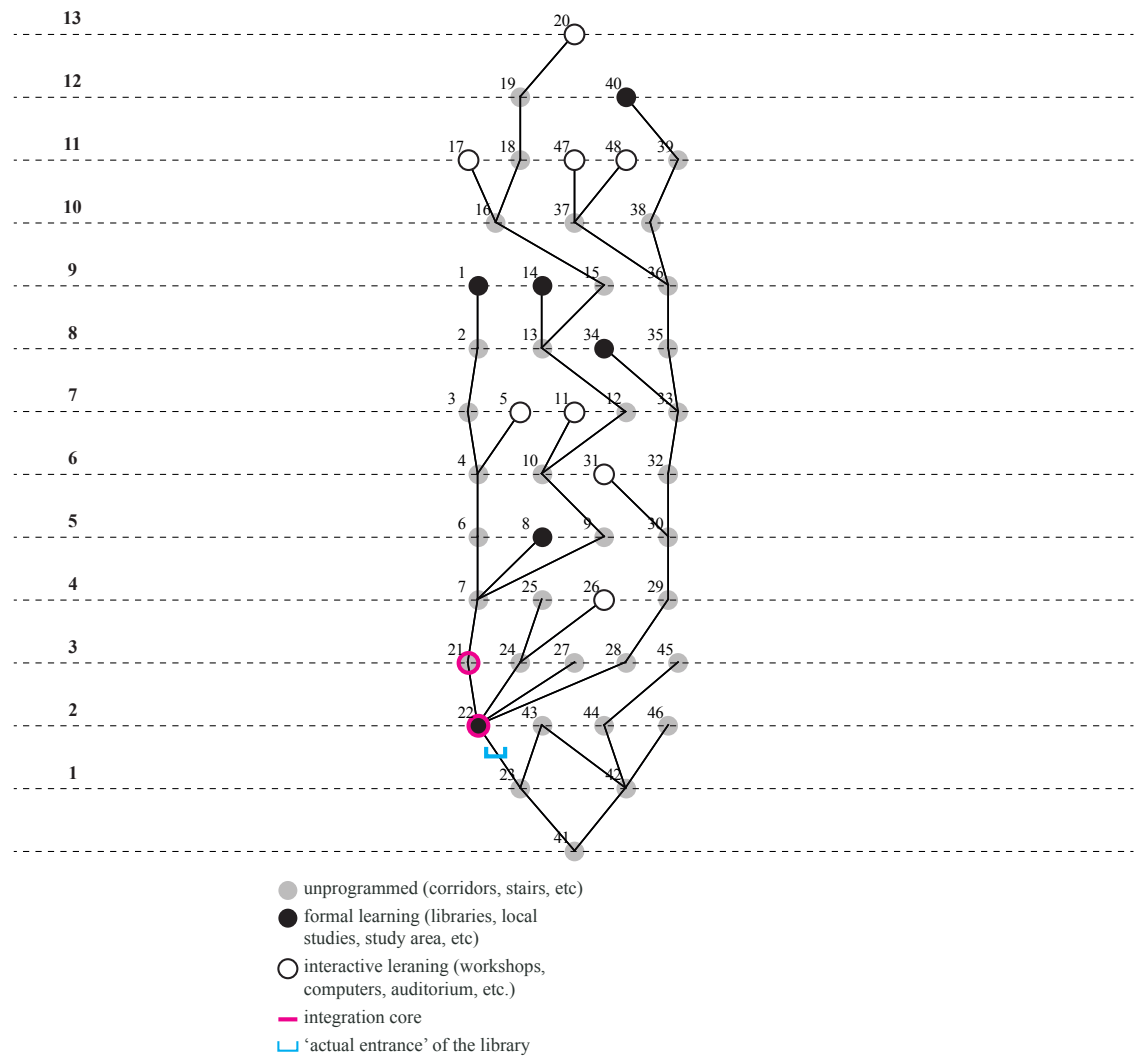 13 20
12 19 40
11 17 18 47 48 39
10 16 37 38
9 1 14 15 36
8 2 13 34 35
7 3 5 11 12 33
6 4 10 31 32
5 6 8 9 30
4 7 25 26 29
3 21 24 27 28 45
2 22 43 44 46
1 23 42
41
unprogrammed (corridors, stairs, etc)
formal learning (libraries, local
studies, study area, etc)
interactive leraning (workshops,
computers, auditorium, etc.)
integration core
‘actual entrance’ of the library